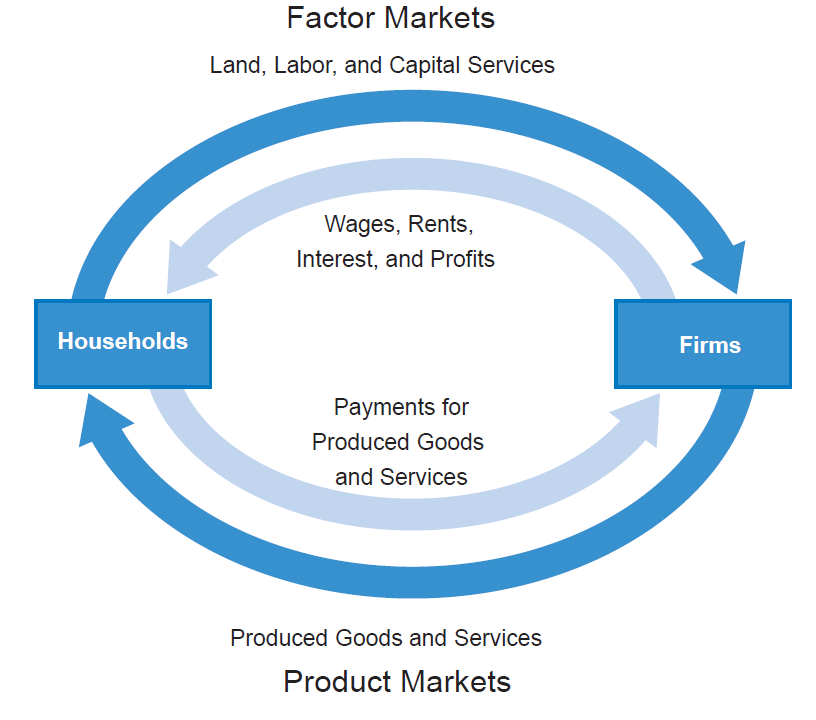 Factor Markets
Land, Labor, and Capital Services
Wages, Rents,
Interest, and Profits
Households
Firms
Payments for
Produced Goods
and Services
Produced Goods and Services
Product Markets